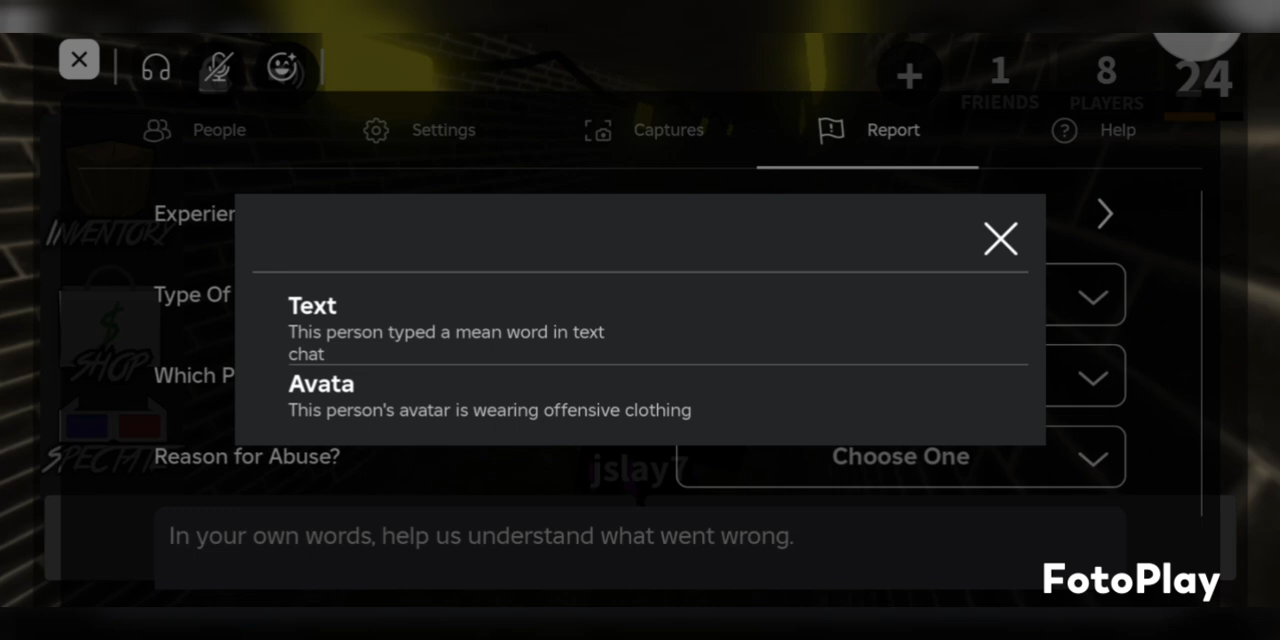 1
8
24
FRIENDS
PLAYERS
People
Settings
Captures
Report
Help
Experien
INVENTORY
Type Of
Text
This person typed a mean word in text
chat
SHOP
Which P
Avata
This person's avatar is wearing offensive clothing
SPECTATE
Reason for Abuse?
Choose One
jslay7
In your own words, help us understand what went wrong.
FotoPlay